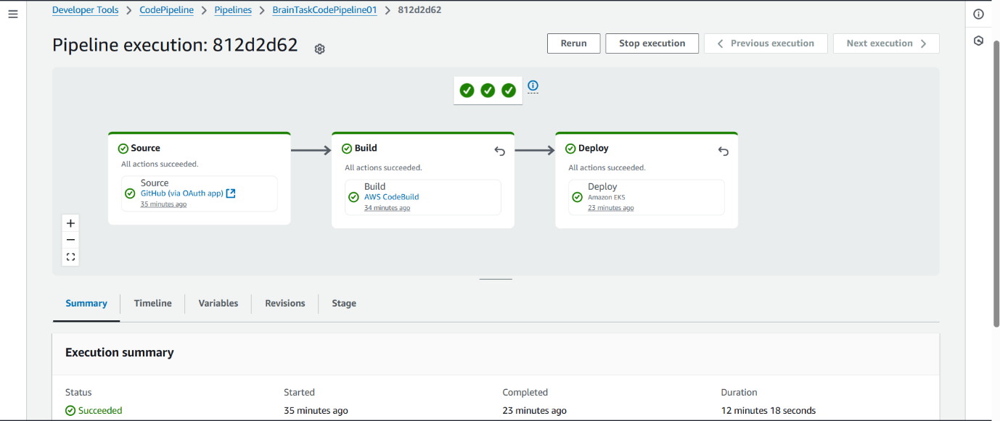 Developer Tools > CodePipeline > Pipelines > BrainTaskCodePipeline01 > 812d2d62
Pipeline execution: 812d2d62
Rerun
Stop execution
Previous execution
Next execution
Source
All actions succeeded.
Source
GitHub (via OAuth app)
35 minutes ago
Build
All actions succeeded.
Build
AWS CodeBuild
34 minutes ago
Deploy
All actions succeeded.
Deploy
Amazon EKS
23 minutes ago
Summary
Timeline
Variables
Revisions
Stage
Execution summary
Status
Succeeded
Started
35 minutes ago
Completed
23 minutes ago
Duration
12 minutes 18 seconds